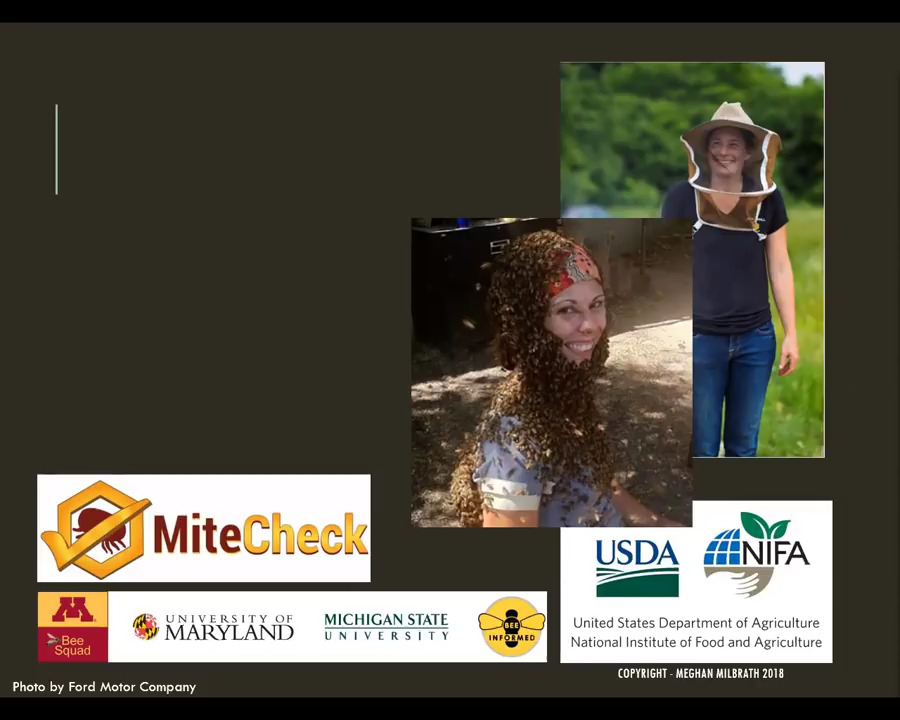 MiteCheck
M
Bee
Squad
UNIVERSITY OF
MARYLAND
MICHIGAN STATE
UNIVERSITY
BEE
INFORMED
USDA
NIFA
United States Department of Agriculture
National Institute of Food and Agriculture
COPYRIGHT - MEGHAN MILBRATH 2018
Photo by Ford Motor Company